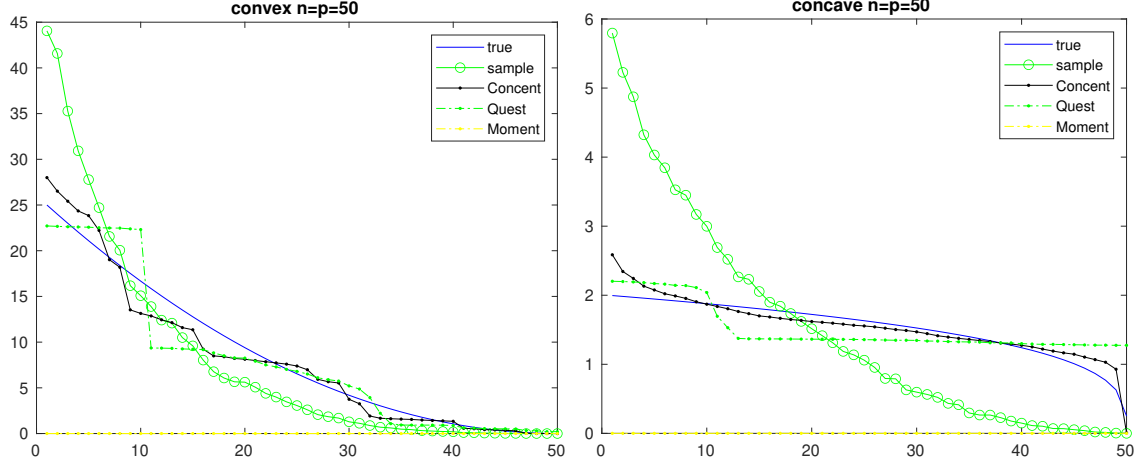 convex n=p=50
45
40
35
30
25
20
15
10
5
0
0 10 20 30 40 50
true
sample
Concent
Quest
Moment
concave n=p=50
6
5
4
3
2
1
0
0 10 20 30 40 50
true
sample
Concent
Quest
Moment